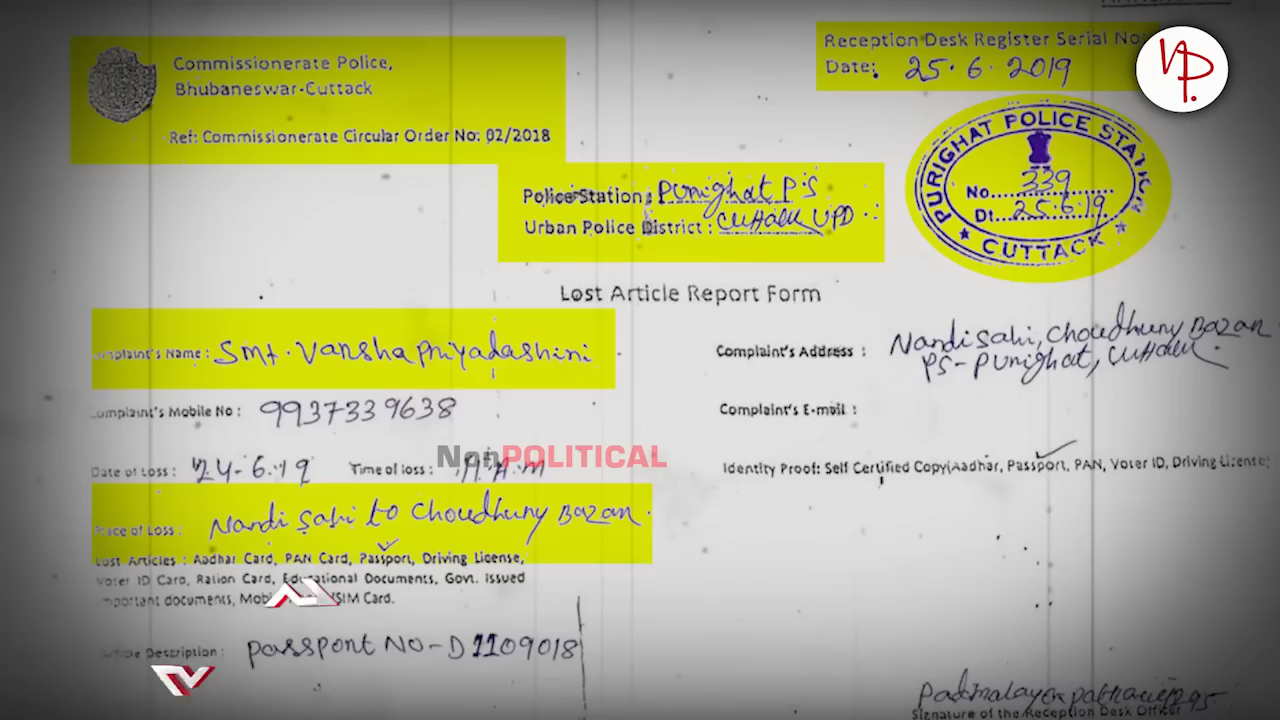 Reception Desk Register Serial No:
Date: 25.6.2019
Commissionerate Police,
Bhubaneswar-Cuttack
Ref: Commissionerate Circular Order No: 02/2018
PURIGHAT POLICE STATION
No. 339
Dt. 25.6.19
CUTTACK
Police Station : Purighat P.S
Urban Police District : Cuttack UPD
Lost Article Report Form
Complaint's Name : Smt. Varsha Priyadashini
Complaint's Address : Nandi Sahi, Choudhury Bazar
PS- Purighat, Cuttack.
Complaint's Mobile No : 9937339638
Complaint's E-mail :
Date of Loss : 24-6-19 Time of loss : 11.A.M
NonPOLITICAL
Identity Proof: Self Certified Copy(Aadhar, Passport, PAN, Voter ID, Driving License)
Place of Loss : Nandi Sahi to Choudhury Bazar.
Lost Articles : Aadhar Card, PAN Card, Passport, Driving License,
Voter ID Card, Ration Card, Educational Documents, Govt. Issued
important documents, SIM Card.
Article Description : Passport No - D1109018
Signature of the Reception Desk Officer